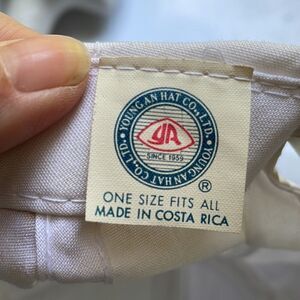 YOUNG AN HAT CO., LTD. • YOUNG AN HAT CO., LTD. •
YA
SINCE 1959
®
ONE SIZE FITS ALL
MADE IN COSTA RICA